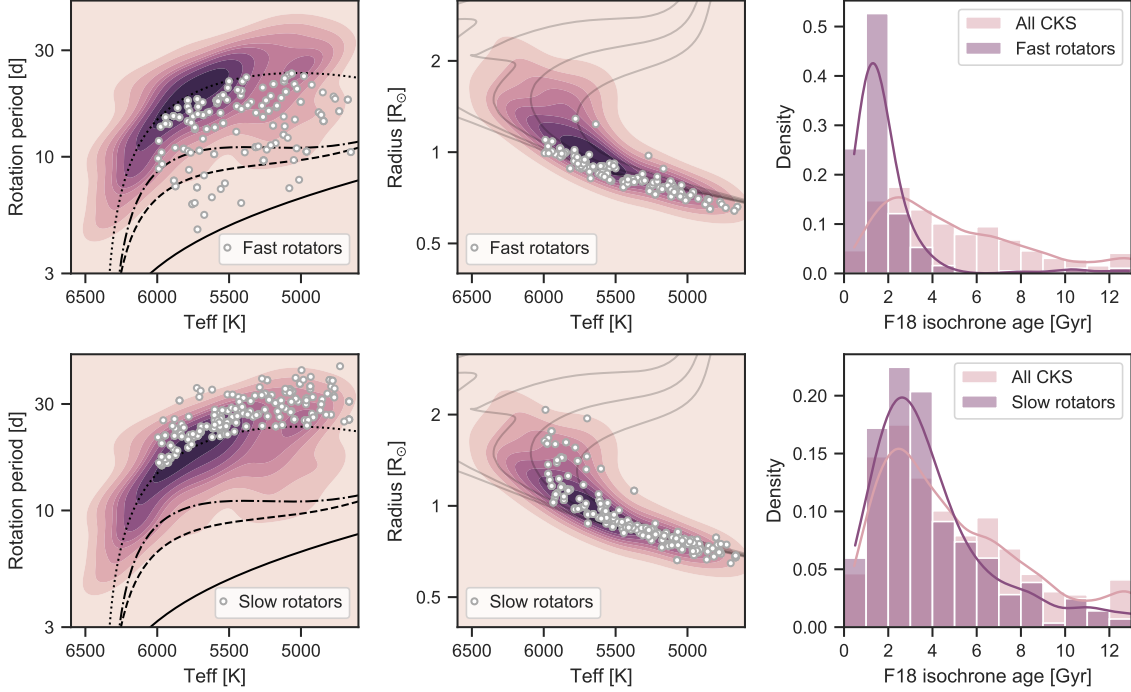 Rotation period [d]
30
10
3
6500 6000 5500 5000
Teff [K]
Fast rotators
Radius [R⊙]
2
1
0.5
6500 6000 5500 5000
Teff [K]
Fast rotators
Density
0.5
0.4
0.3
0.2
0.1
0.0
0 2 4 6 8 10 12
F18 isochrone age [Gyr]
All CKS
Fast rotators
Rotation period [d]
30
10
3
6500 6000 5500 5000
Teff [K]
Slow rotators
Radius [R⊙]
2
1
0.5
6500 6000 5500 5000
Teff [K]
Slow rotators
Density
0.20
0.15
0.10
0.05
0.00
0 2 4 6 8 10 12
F18 isochrone age [Gyr]
All CKS
Slow rotators